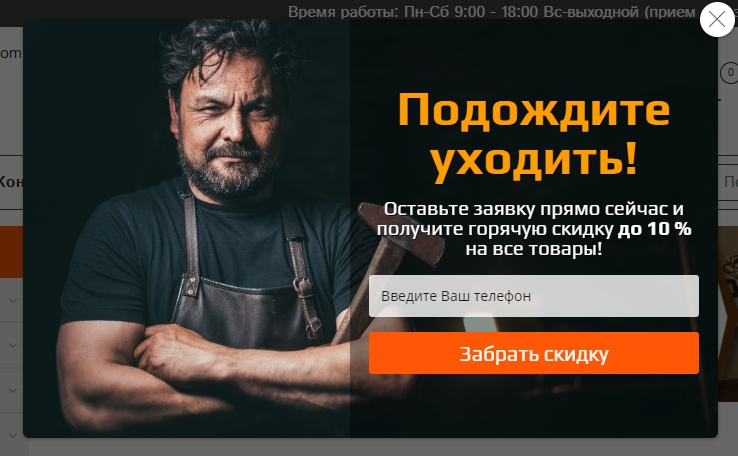 Время работы: Пн-Сб 9:00 - 18:00 Вс-выходной (прием
om
0
Кон
По
Подождите
уходить!
Оставьте заявку прямо сейчас и
получите горячую скидку до 10 %
на все товары!
Введите Ваш телефон
Забрать скидку